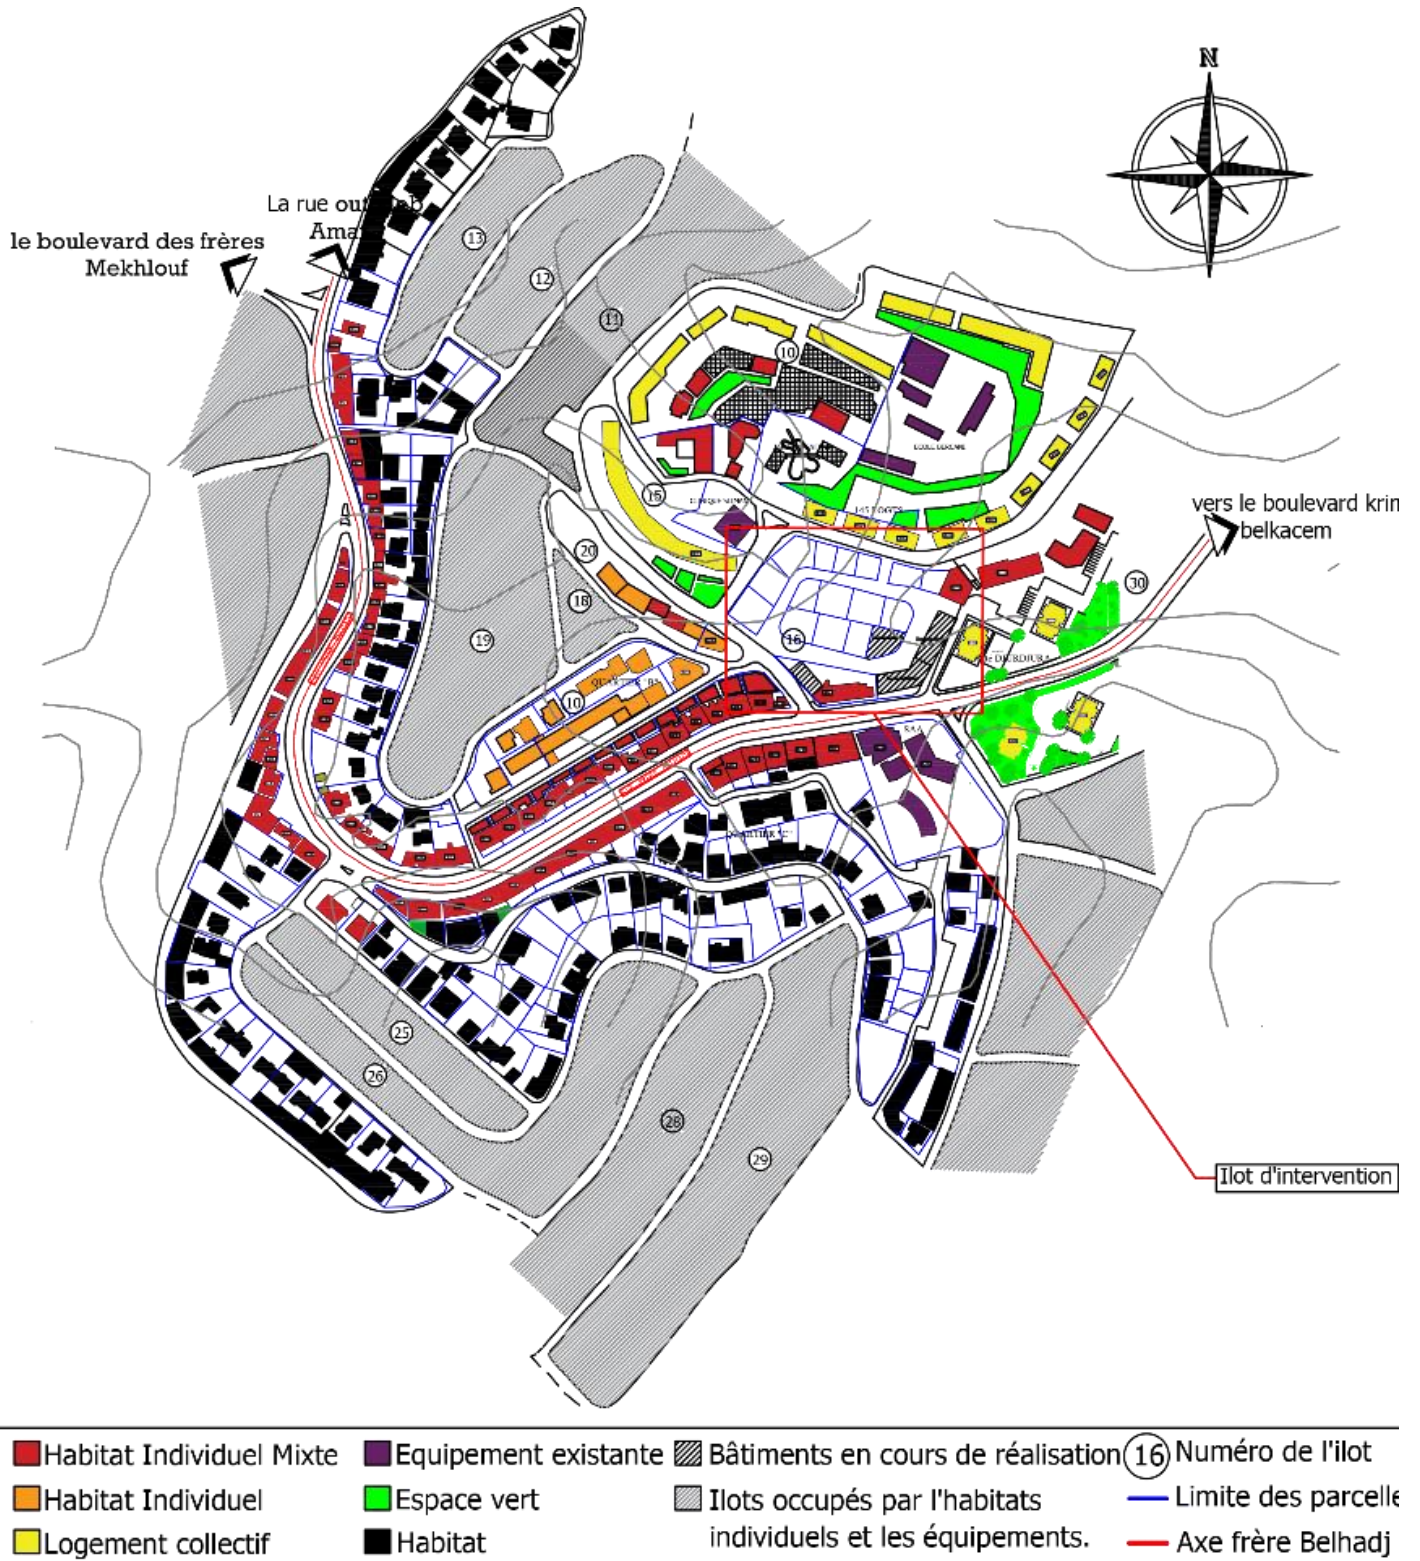 N
La rue
Ama
le boulevard des frères
Mekhlouf
13
12
11
10
ECOLE BERCANE
15
vers le boulevard krin
belkacem
20
30
18
16
19
10
25
26
28
29
Ilot d'intervention
Habitat Individuel Mixte
Equipement existante
Bâtiments en cours de réalisation
16 Numéro de l'ilot
Habitat Individuel
Espace vert
Ilots occupés par l'habitats
individuels et les équipements.
Limite des parcelle
Logement collectif
Habitat
Axe frère Belhadj